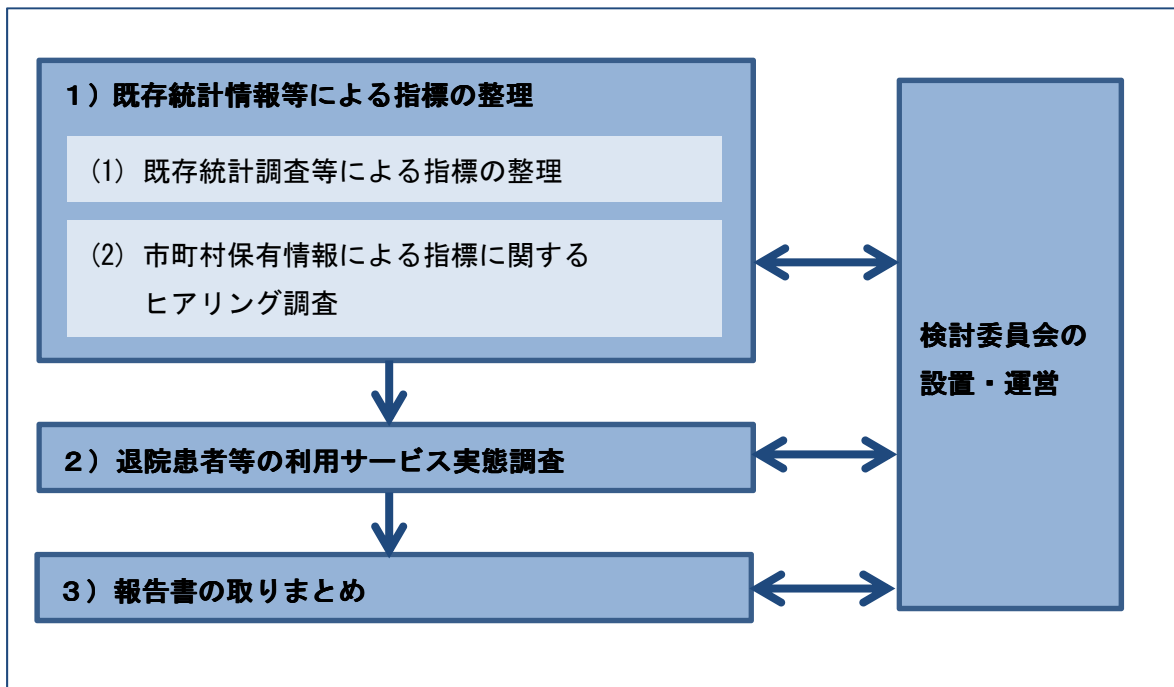 １）既存統計情報等による指標の整理
(1) 既存統計調査等による指標の整理
(2) 市町村保有情報による指標に関する
ヒアリング調査
２）退院患者等の利用サービス実態調査
３）報告書の取りまとめ
検討委員会の
設置・運営